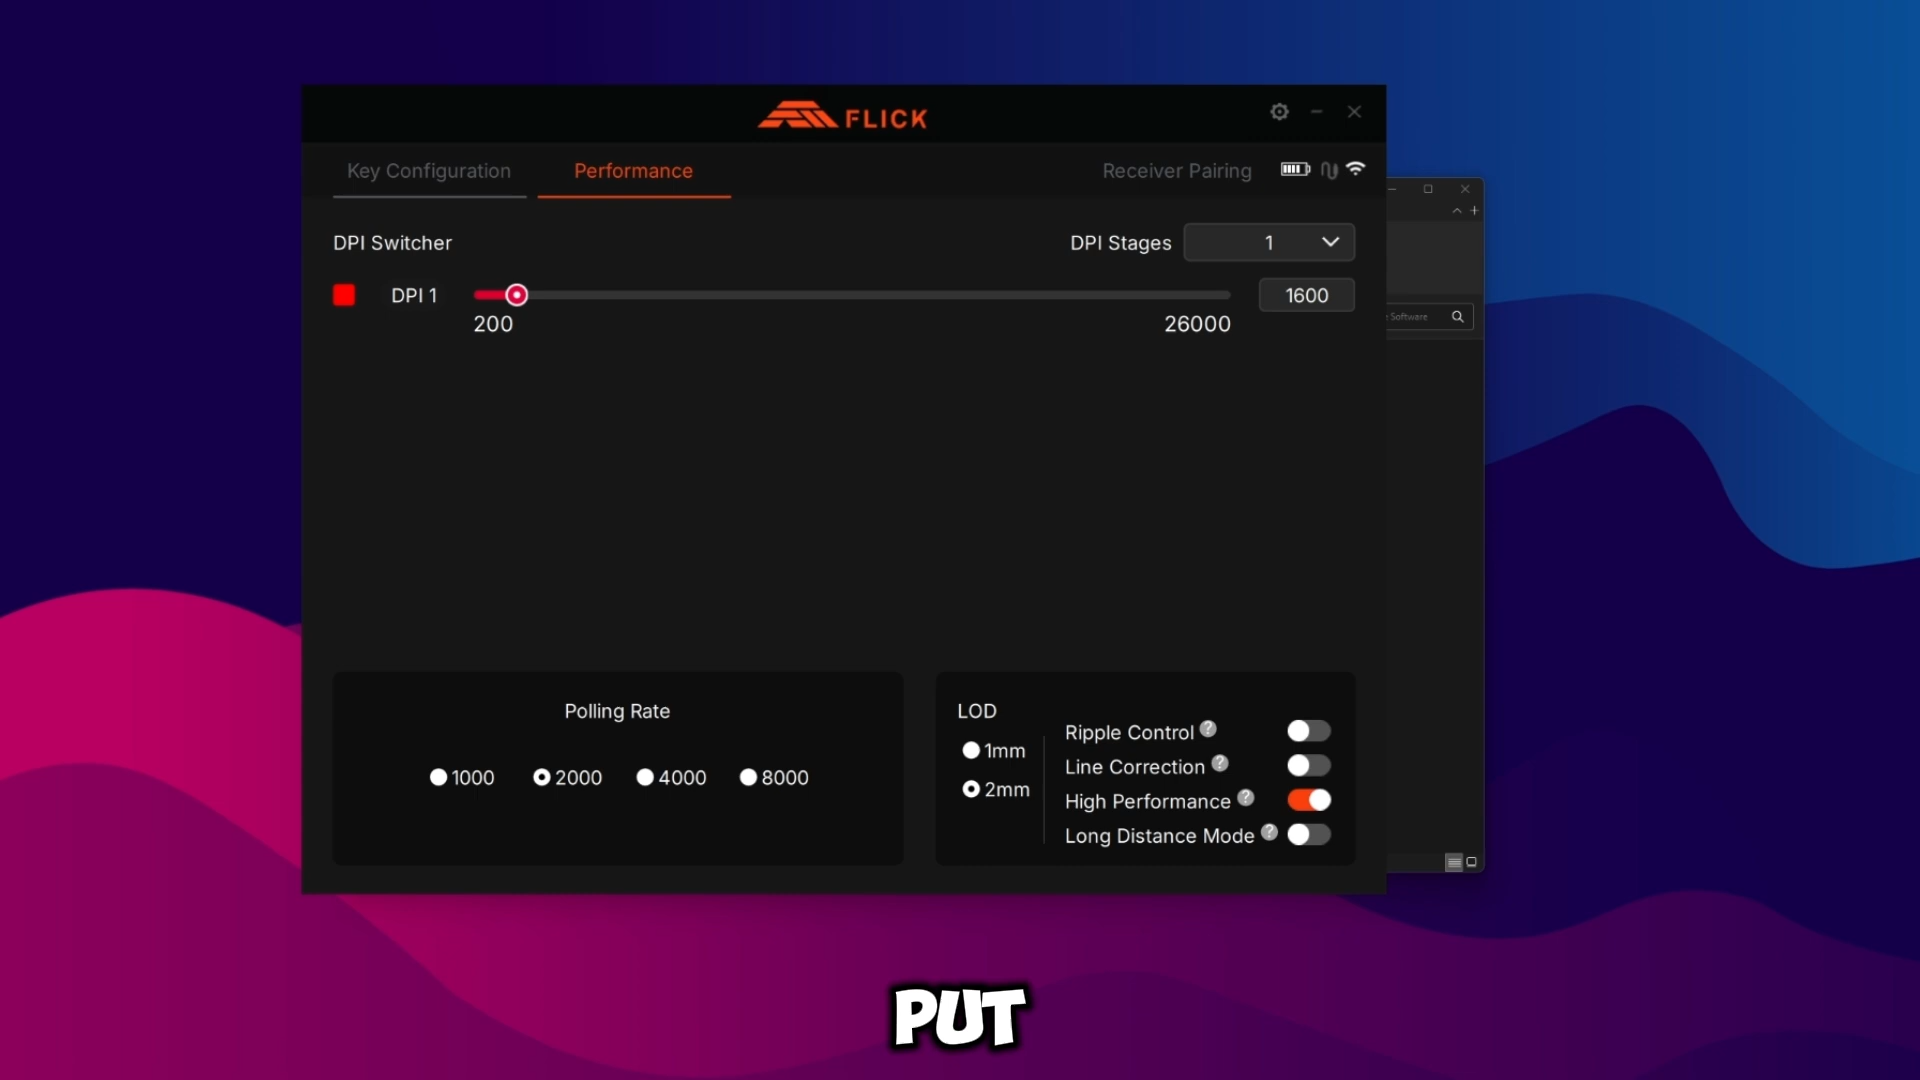 FLICK
Key Configuration
Performance
Receiver Pairing
DPI Switcher
DPI Stages
1
DPI 1
1600
200
26000
Software
Polling Rate
1000
2000
4000
8000
LOD
1mm
2mm
Ripple Control ?
Line Correction ?
High Performance ?
Long Distance Mode ?
PUT